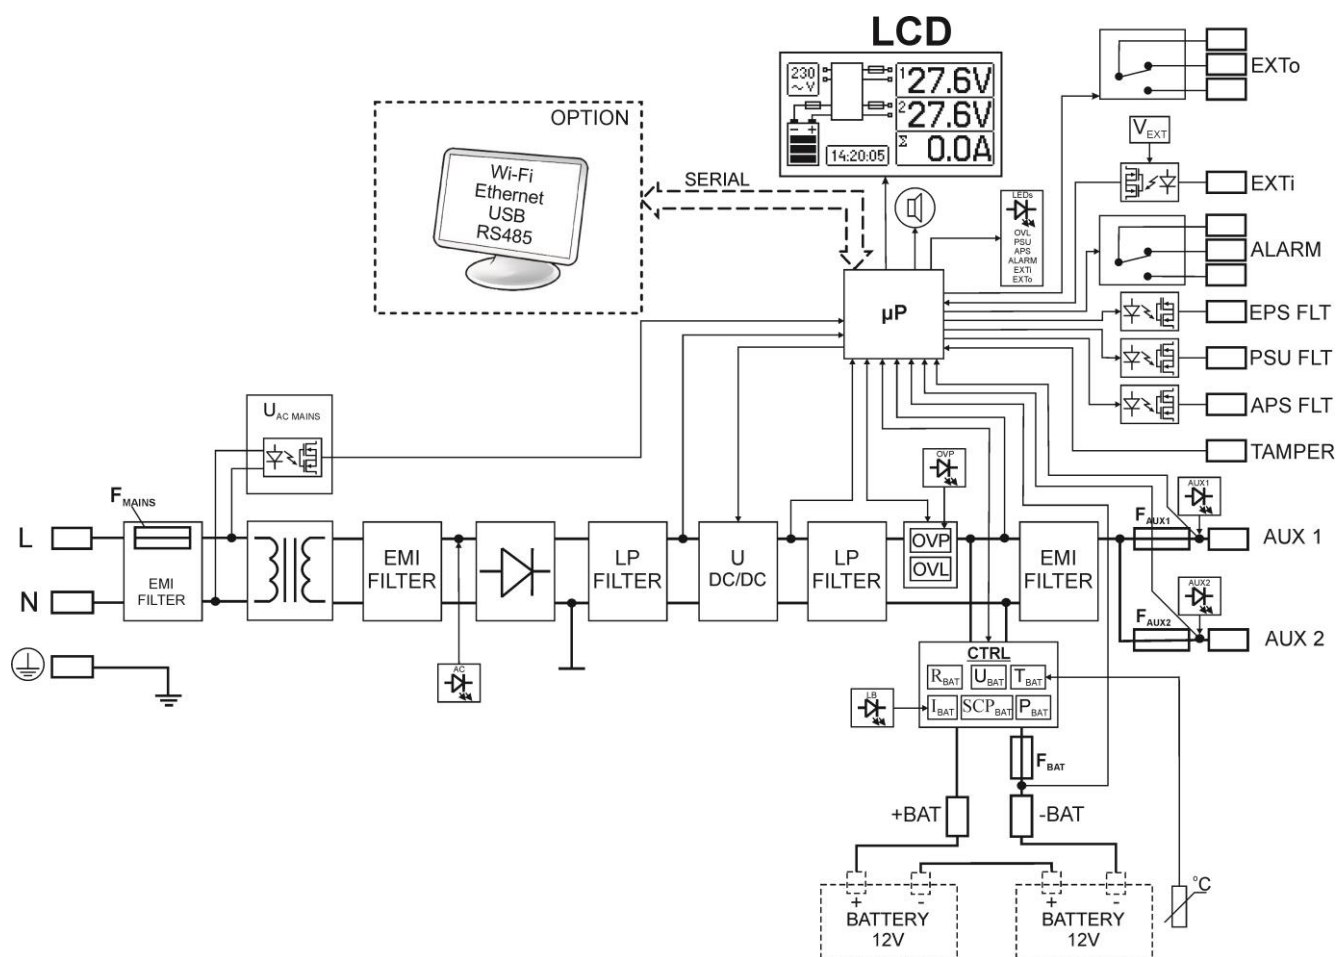 LCD
230
~V
1 27.6V
2 27.6V
Σ 0.0A
- +
14:20:05
OPTION
Wi-Fi
Ethernet
USB
RS485
SERIAL
LEDs
OVL
PSU
APS
ALARM
EXTi
EXTo
EXTo
VEXT
EXTi
ALARM
µP
EPS FLT
PSU FLT
APS FLT
TAMPER
UAC MAINS
OVP
AUX1
FMAINS
FAUX1
L
EMI
FILTER
EMI
FILTER
LP
FILTER
U
DC/DC
LP
FILTER
OVP
OVL
EMI
FILTER
AUX 1
N
AUX2
FAUX2
AUX 2
AC
CTRL
RBAT
UBAT
TBAT
LB
IBAT
SCPBAT
PBAT
FBAT
+BAT
-BAT
°C
+ -
BATTERY
12V
+ -
BATTERY
12V